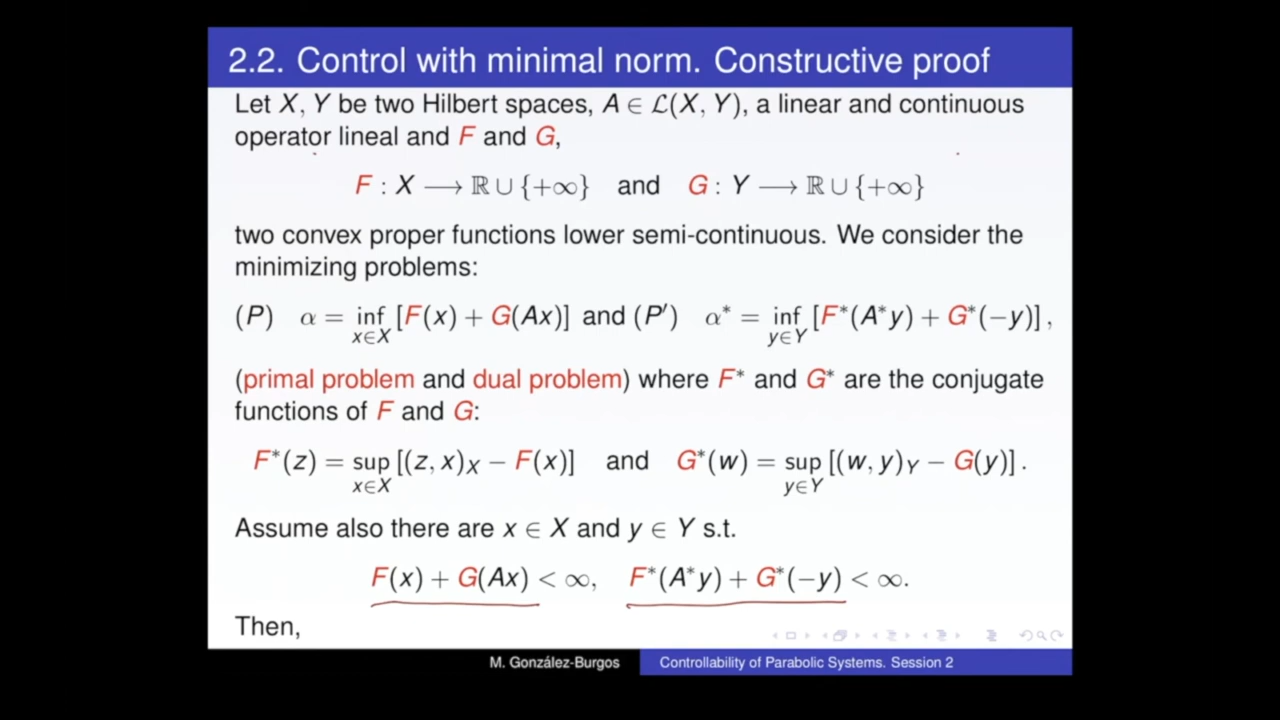 2.2. Control with minimal norm. Constructive proof
Let X, Y be two Hilbert spaces, A ∈ ℒ(X, Y), a linear and continuous
operator lineal and F and G,
F : X ⟶ ℝ ∪ {+∞} and G : Y ⟶ ℝ ∪ {+∞}
two convex proper functions lower semi-continuous. We consider the
minimizing problems:
(P) α = inf_{x∈X} [F(x) + G(Ax)] and (P′) α* = inf_{y∈Y} [F*(A*y) + G*(−y)] ,
(primal problem and dual problem) where F* and G* are the conjugate
functions of F and G:
F*(z) = sup_{x∈X} [(z, x)_X − F(x)] and G*(w) = sup_{y∈Y} [(w, y)_Y − G(y)] .
Assume also there are x ∈ X and y ∈ Y s.t.
F(x) + G(Ax) < ∞, F*(A*y) + G*(−y) < ∞.
Then,
M. González-Burgos Controllability of Parabolic Systems. Session 2